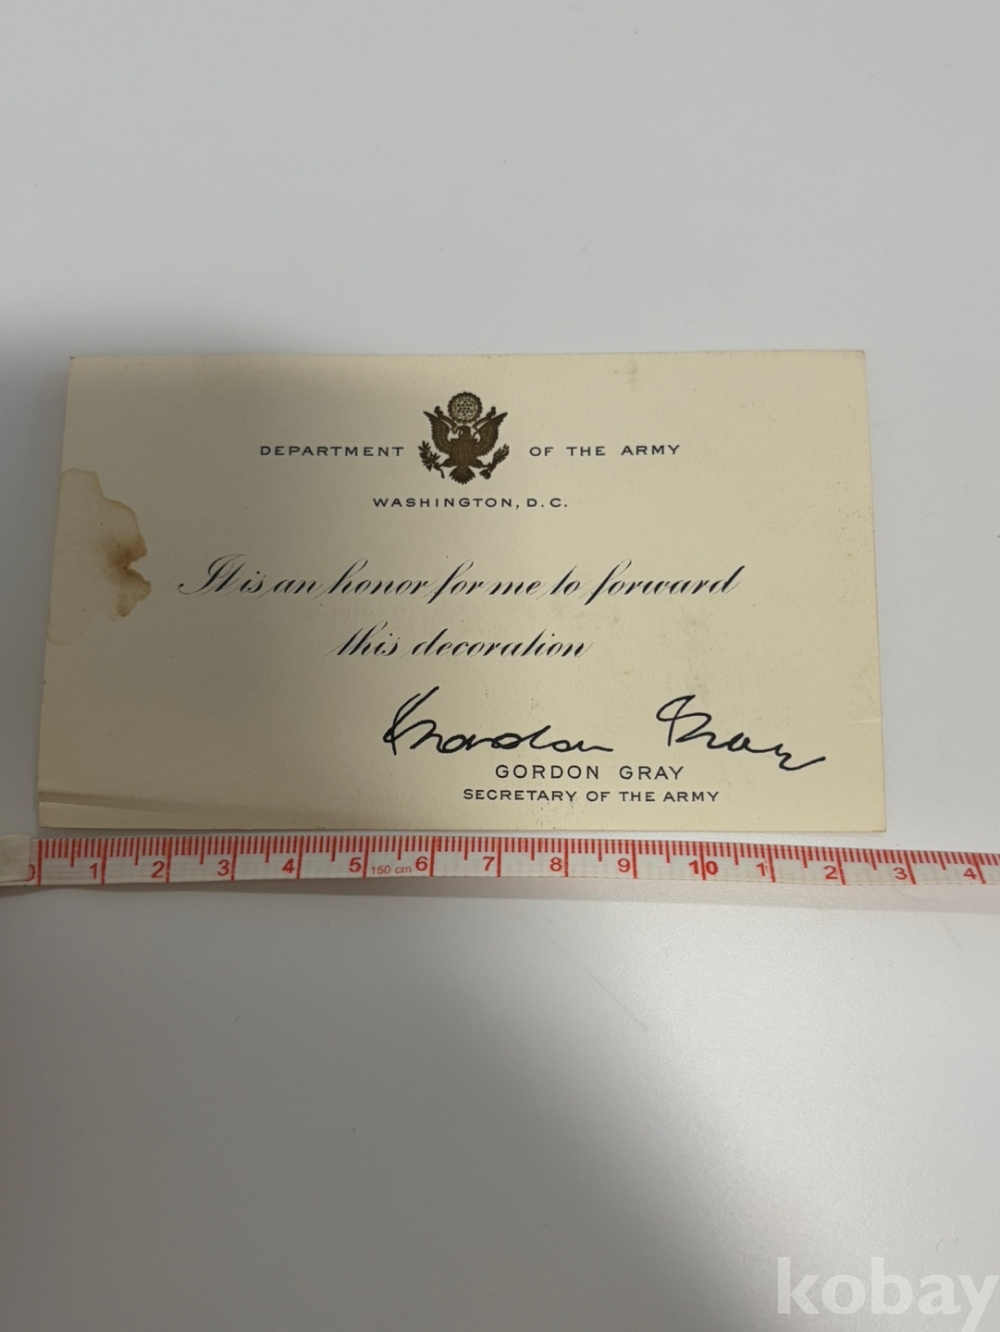 DEPARTMENT OF THE ARMY
WASHINGTON, D.C.
It is an honor for me to forward
this decoration
Gordon Gray
GORDON GRAY
SECRETARY OF THE ARMY
0 1 2 3 4 5 150 cm 6 7 8 9 10 1 2 3 4
kobay